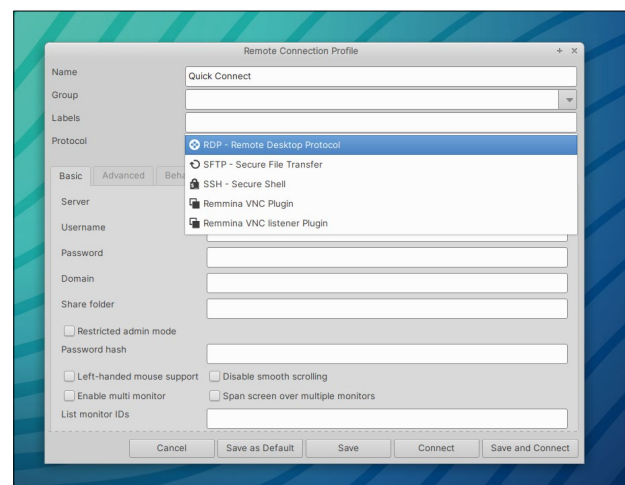 Remote Connection Profile
Name
Quick Connect
Group
Labels
Protocol
RDP - Remote Desktop Protocol
SFTP - Secure File Transfer
SSH - Secure Shell
Remmina VNC Plugin
Remmina VNC listener Plugin
Basic Advanced Beha
Server
Username
Password
Domain
Share folder
Restricted admin mode
Password hash
Left-handed mouse support Disable smooth scrolling
Enable multi monitor Span screen over multiple monitors
List monitor IDs
Cancel Save as Default Save Connect Save and Connect